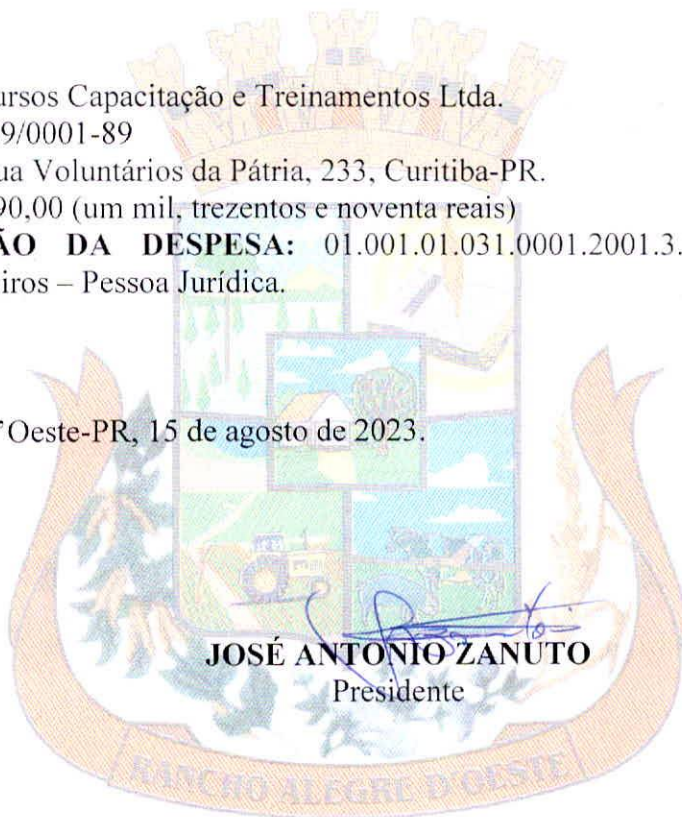 ursos Capacitação e Treinamentos Ltda.
9/0001-89
ua Voluntários da Pátria, 233, Curitiba-PR.
90,00 (um mil, trezentos e noventa reais)
ÃO DA DESPESA: 01.001.01.031.0001.2001.3.
iros – Pessoa Jurídica.
'Oeste-PR, 15 de agosto de 2023.
JOSÉ ANTONIO ZANUTO
Presidente
RANCHO ALEGRE D'OESTE